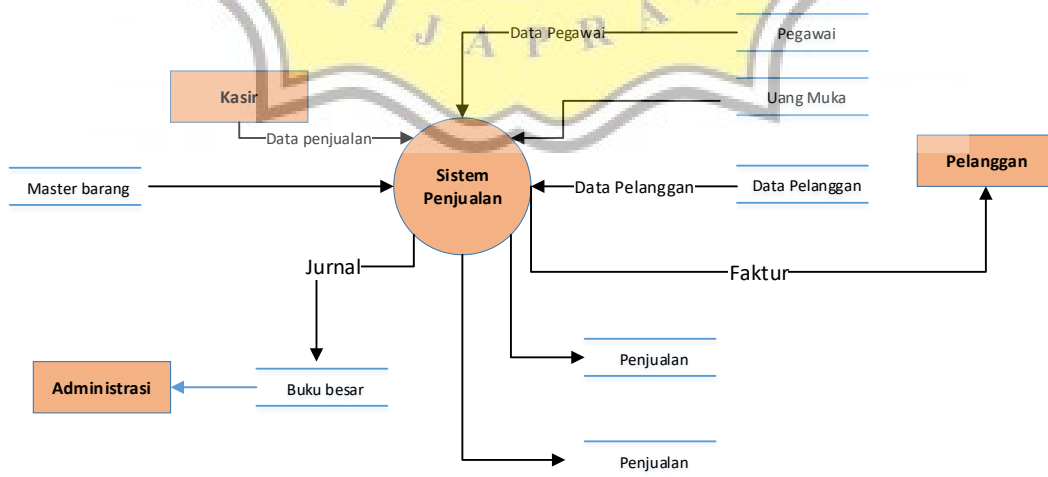 IJAPRA
Data Pegawai
Pegawai
Kasir
Uang Muka
Data penjualan
Pelanggan
Sistem
Penjualan
Master barang
Data Pelanggan
Data Pelanggan
Jurnal
Faktur
Penjualan
Administrasi
Buku besar
Penjualan